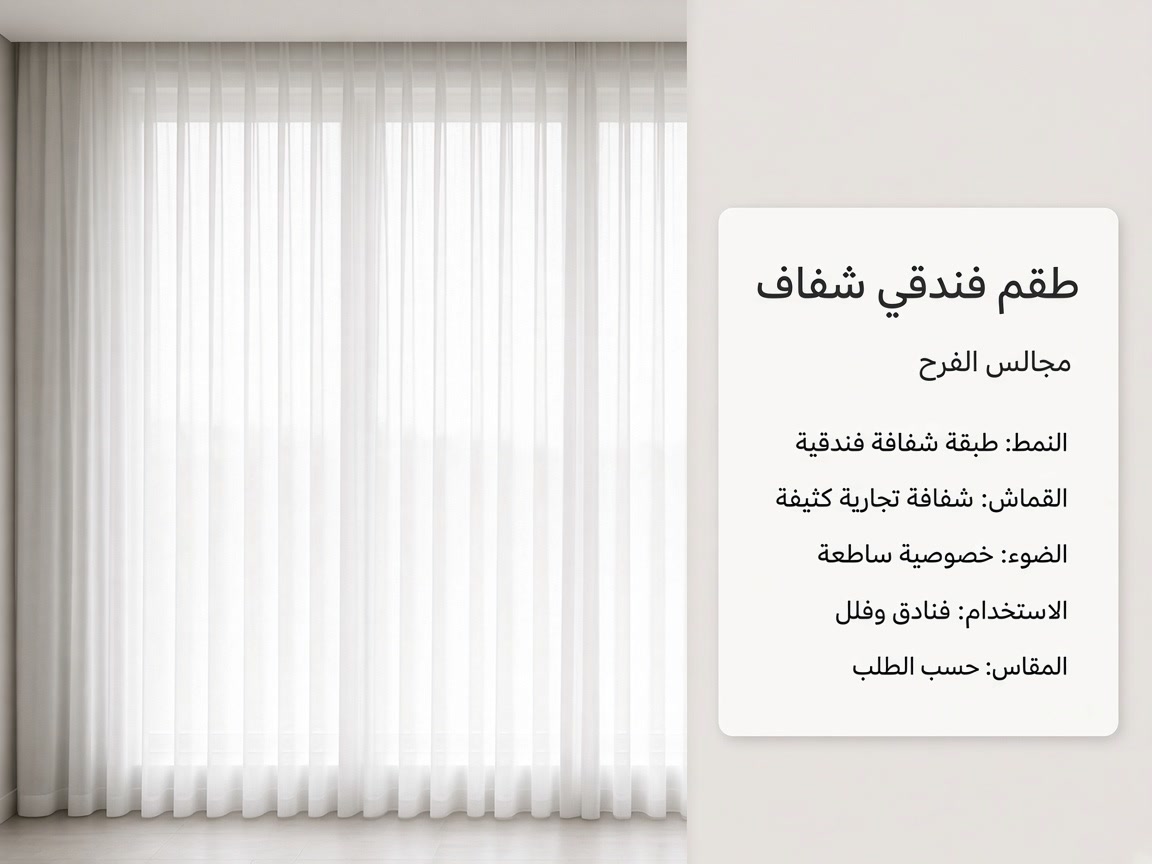 طقم فندقي شفاف
مجالس الفرح
النمط: طبقة شفافة فندقية
القماش: شفافة تجارية كثيفة
الضوء: خصوصية ساطعة
الاستخدام: فنادق وفلل
المقاس: حسب الطلب